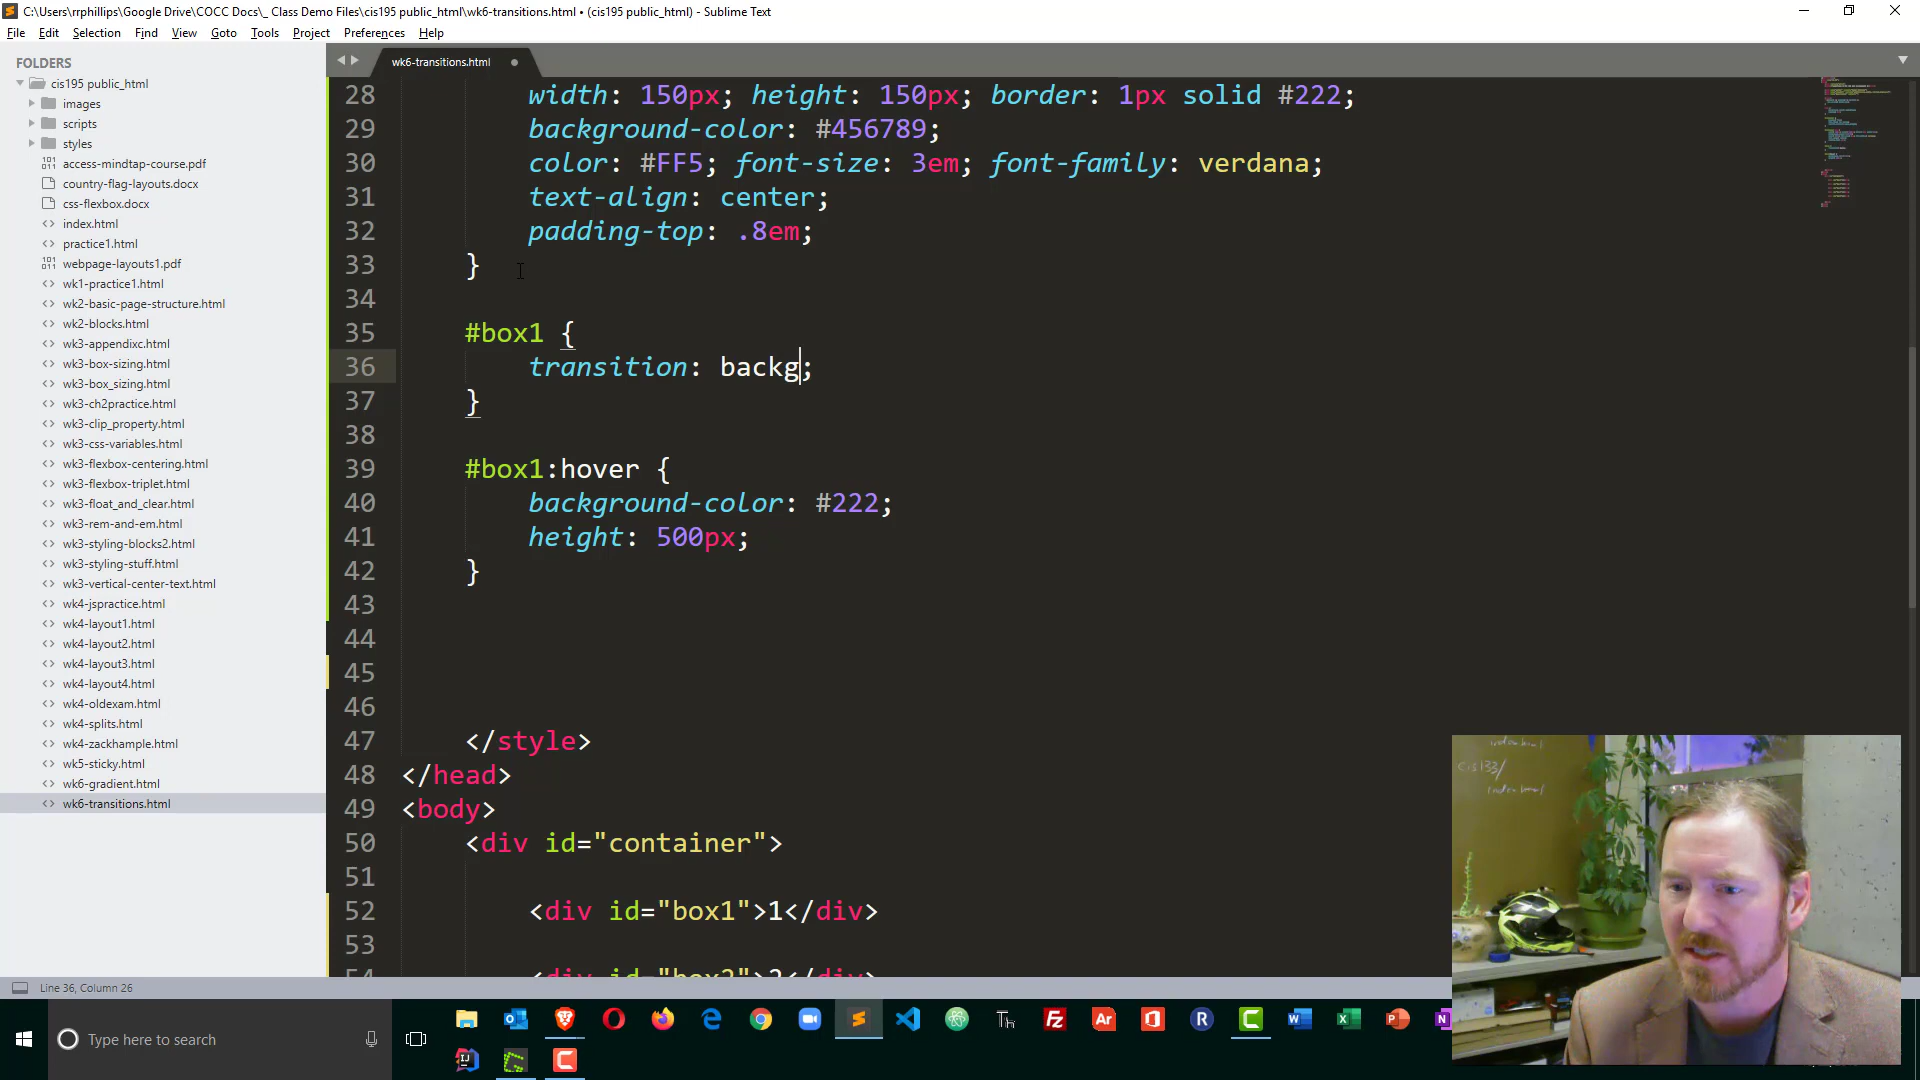 C:\Users\rrphillips\Google Drive\COCC Docs\_ Class Demo Files\cis195 public_html\wk6-transitions.html • (cis195 public_html) - Sublime Text
File Edit Selection Find View Goto Tools Project Preferences Help
FOLDERS
cis195 public_html
images
scripts
styles
access-mindtap-course.pdf
country-flag-layouts.docx
css-flexbox.docx
index.html
practice1.html
webpage-layouts1.pdf
wk1-practice1.html
wk2-basic-page-structure.html
wk2-blocks.html
wk3-appendixc.html
wk3-box-sizing.html
wk3-box_sizing.html
wk3-ch2practice.html
wk3-clip_property.html
wk3-css-variables.html
wk3-flexbox-centering.html
wk3-flexbox-triplet.html
wk3-float_and_clear.html
wk3-rem-and-em.html
wk3-styling-blocks2.html
wk3-styling-stuff.html
wk3-vertical-center-text.html
wk4-jspractice.html
wk4-layout1.html
wk4-layout2.html
wk4-layout3.html
wk4-layout4.html
wk4-oldexam.html
wk4-splits.html
wk4-zackhample.html
wk5-sticky.html
wk6-gradient.html
wk6-transitions.html
wk6-transitions.html
28 width: 150px; height: 150px; border: 1px solid #222;
29 background-color: #456789;
30 color: #FF5; font-size: 3em; font-family: verdana;
31 text-align: center;
32 padding-top: .8em;
33 }
34
35 #box1 {
36 transition: backg;
37 }
38
39 #box1:hover {
40 background-color: #222;
41 height: 500px;
42 }
43
44
45
46
47 </style>
48 </head>
49 <body>
50 <div id="container">
51
52 <div id="box1">1</div>
53
54 <div id="box2">2</div>
Line 36, Column 26
Type here to search
cis133/